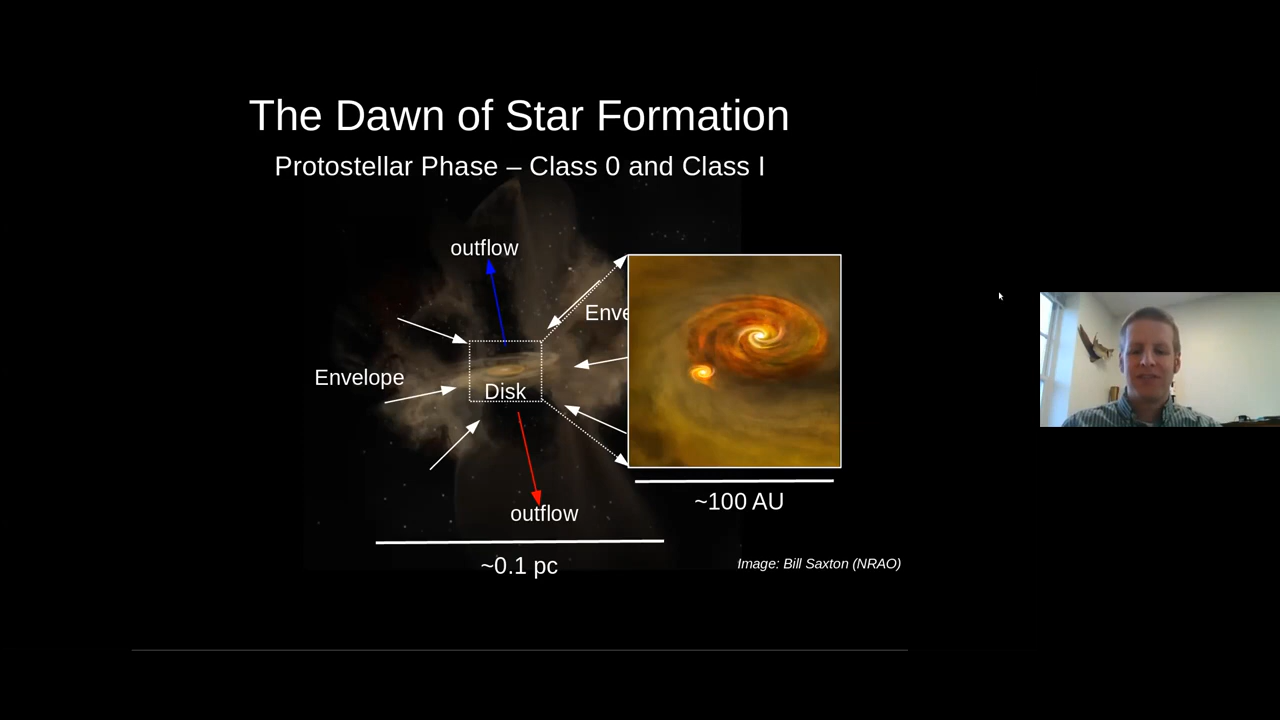 The Dawn of Star Formation
Protostellar Phase – Class 0 and Class I
outflow
Enve
Envelope
Disk
~100 AU
outflow
~0.1 pc
Image: Bill Saxton (NRAO)